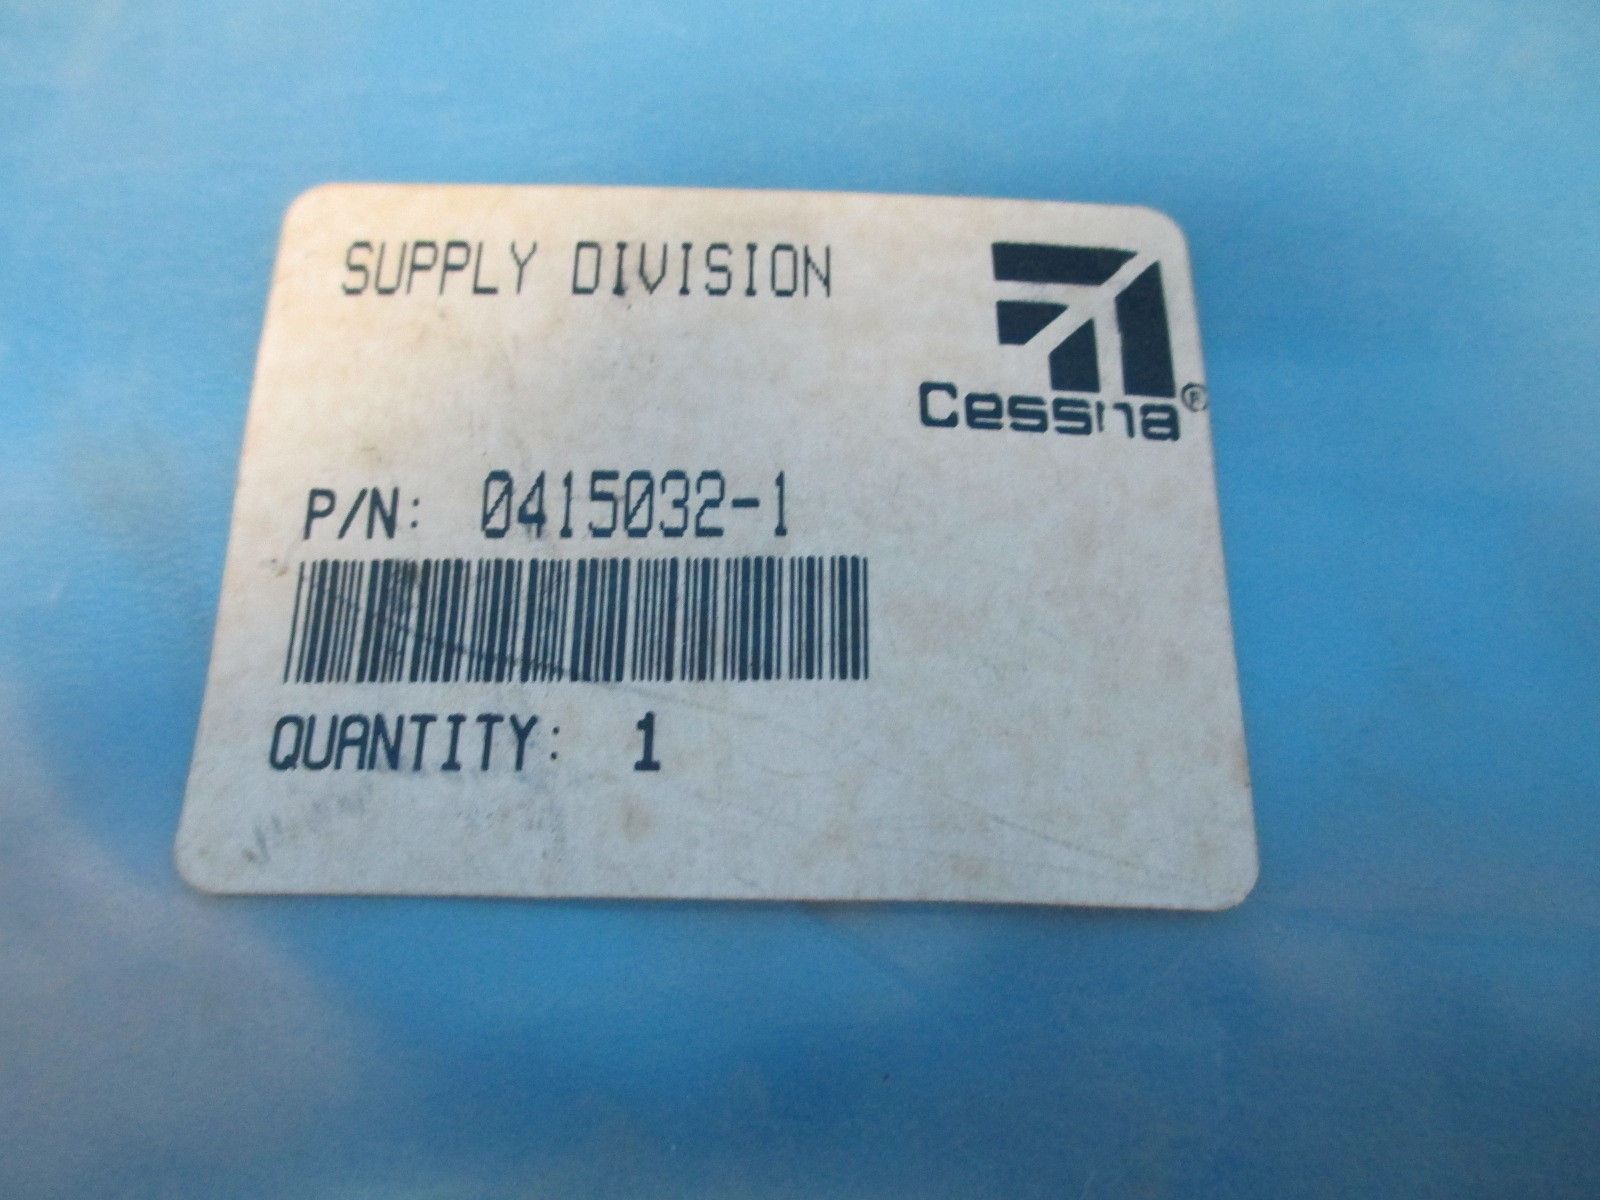 SUPPLY DIVISION
Cessna®
P/N: 0415032-1
QUANTITY: 1